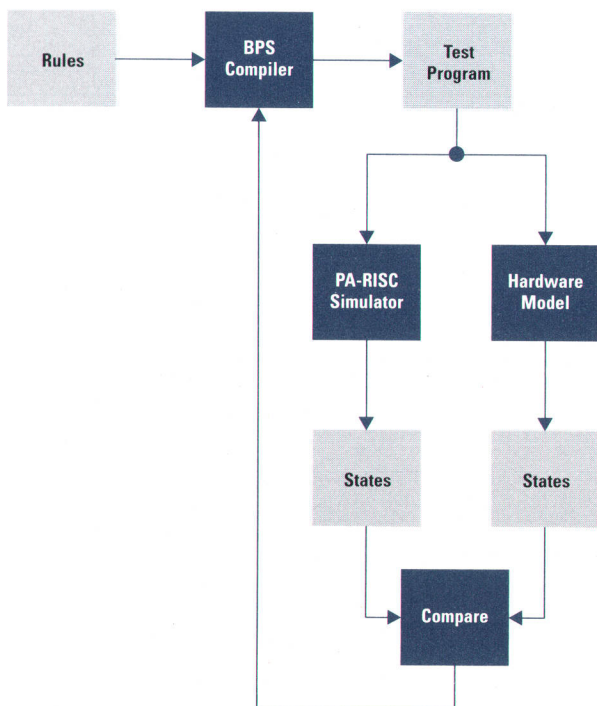 Rules
BPS
Compiler
Test
Program
PA-RISC
Simulator
Hardware
Model
States
States
Compare